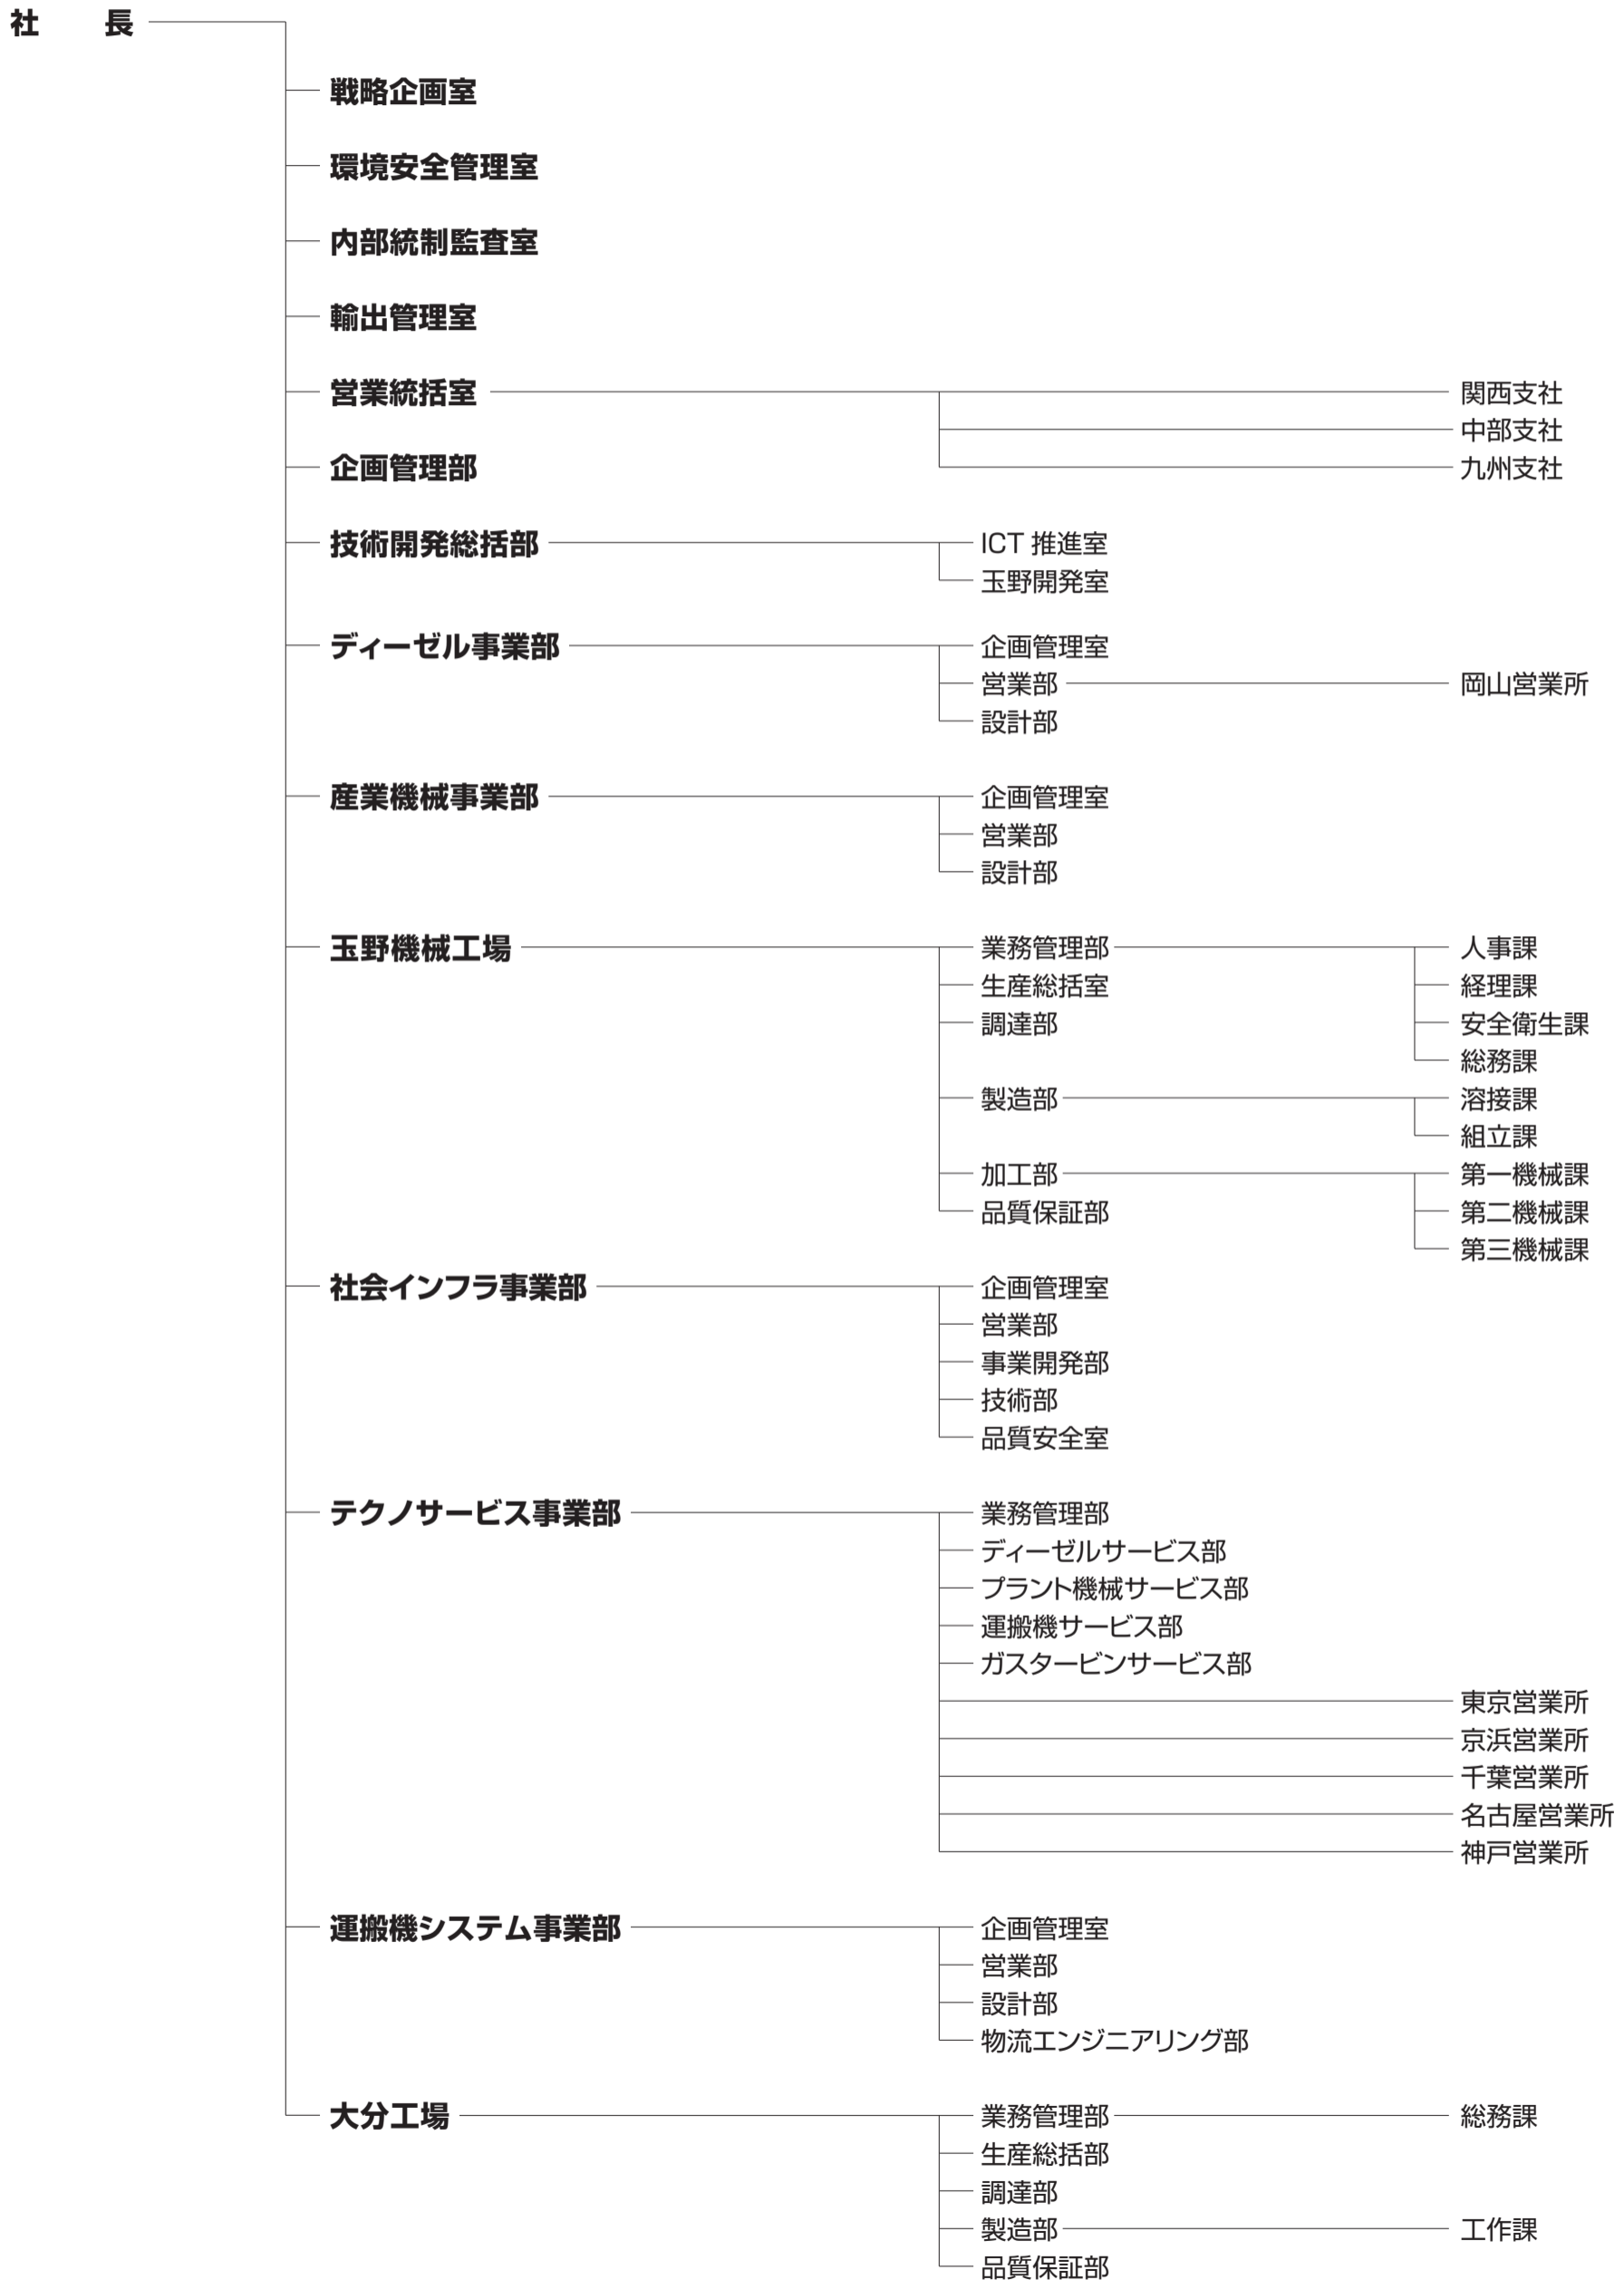 社　長
戦略企画室
環境安全管理室
内部統制監査室
輸出管理室
営業統括室 関西支社
中部支社
企画管理部 九州支社
技術開発総括部 ICT 推進室
玉野開発室
ディーゼル事業部 企画管理室
営業部 岡山営業所
設計部
産業機械事業部 企画管理室
営業部
設計部
玉野機械工場 業務管理部 人事課
生産総括室 経理課
調達部 安全衛生課
総務課
製造部 溶接課
組立課
加工部 第一機械課
品質保証部 第二機械課
第三機械課
社会インフラ事業部 企画管理室
営業部
事業開発部
技術部
品質安全室
テクノサービス事業部 業務管理部
ディーゼルサービス部
プラント機械サービス部
運搬機サービス部
ガスタービンサービス部
東京営業所
京浜営業所
千葉営業所
名古屋営業所
神戸営業所
運搬機システム事業部 企画管理室
営業部
設計部
物流エンジニアリング部
大分工場 業務管理部 総務課
生産総括部
調達部
製造部 工作課
品質保証部